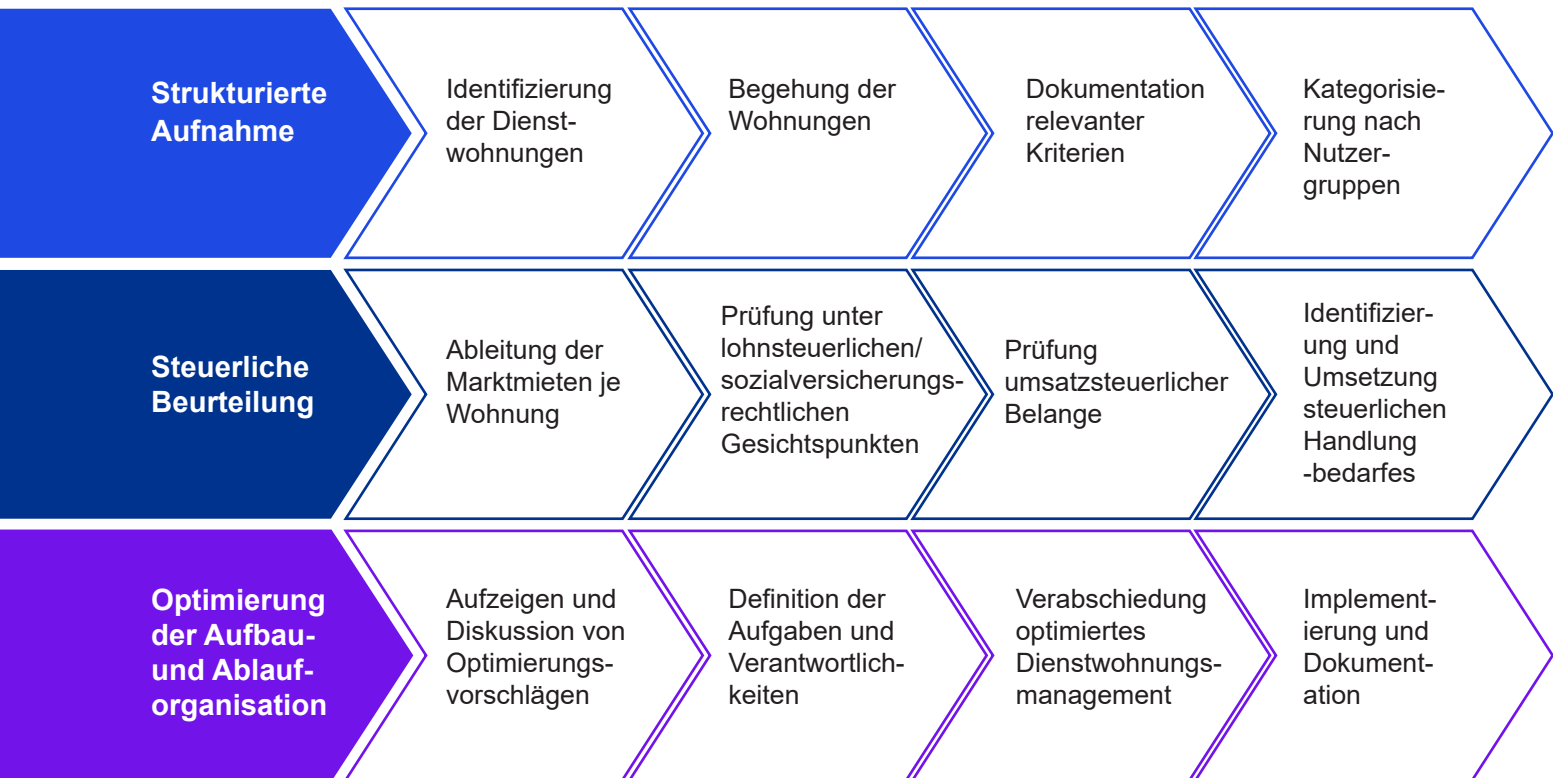 Strukturierte
Aufnahme
Identifizierung
der Dienst-
wohnungen
Begehung der
Wohnungen
Dokumentation
relevanter
Kriterien
Kategorisie-
rung nach
Nutzer-
gruppen
Steuerliche
Beurteilung
Ableitung der
Marktmieten je
Wohnung
Prüfung unter
lohnsteuerlichen/
sozialversicherungs-
rechtlichen
Gesichtspunkten
Prüfung
umsatzsteuerlicher
Belange
Identifizier-
ung und
Umsetzung
steuerlichen
Handlung
-bedarfes
Optimierung
der Aufbau-
und Ablauf-
organisation
Aufzeigen und
Diskussion von
Optimierungs-
vorschlägen
Definition der
Aufgaben und
Verantwortlich-
keiten
Verabschiedung
optimiertes
Dienstwohnungs-
management
Implement-
ierung und
Dokument-
ation